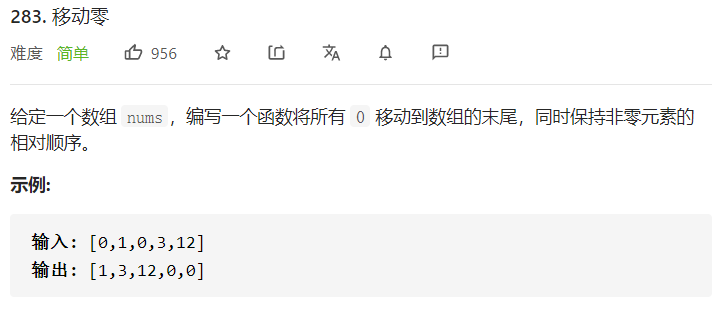 283. 移动零
难度 简单 956
给定一个数组 nums，编写一个函数将所有 0 移动到数组的末尾，同时保持非零元素的
相对顺序。
示例:
输入: [0,1,0,3,12]
输出: [1,3,12,0,0]